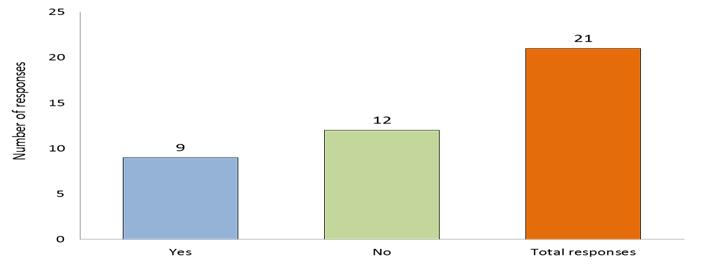 Number of responses
25
20
15
10
5
0
9
12
21
Yes
No
Total responses